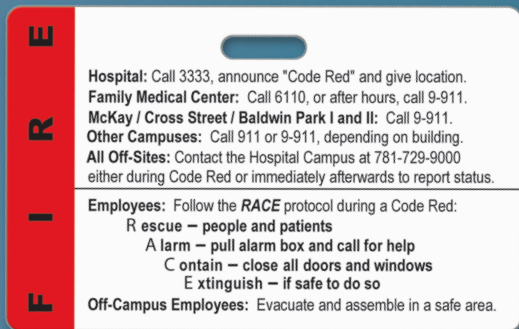 FIRE
Hospital: Call 3333, announce "Code Red" and give location.
Family Medical Center: Call 6110, or after hours, call 9-911.
McKay / Cross Street / Baldwin Park I and II: Call 9-911.
Other Campuses: Call 911 or 9-911, depending on building.
All Off-Sites: Contact the Hospital Campus at 781-729-9000
either during Code Red or immediately afterwards to report status.
Employees: Follow the RACE protocol during a Code Red:
R escue – people and patients
A larm – pull alarm box and call for help
C ontain – close all doors and windows
E xtinguish – if safe to do so
Off-Campus Employees: Evacuate and assemble in a safe area.